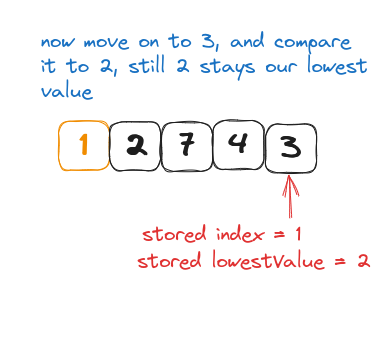 now move on to 3, and compare
it to 2, still 2 stays our lowest
value
1 2 7 4 3
stored index = 1
stored lowestValue = 2